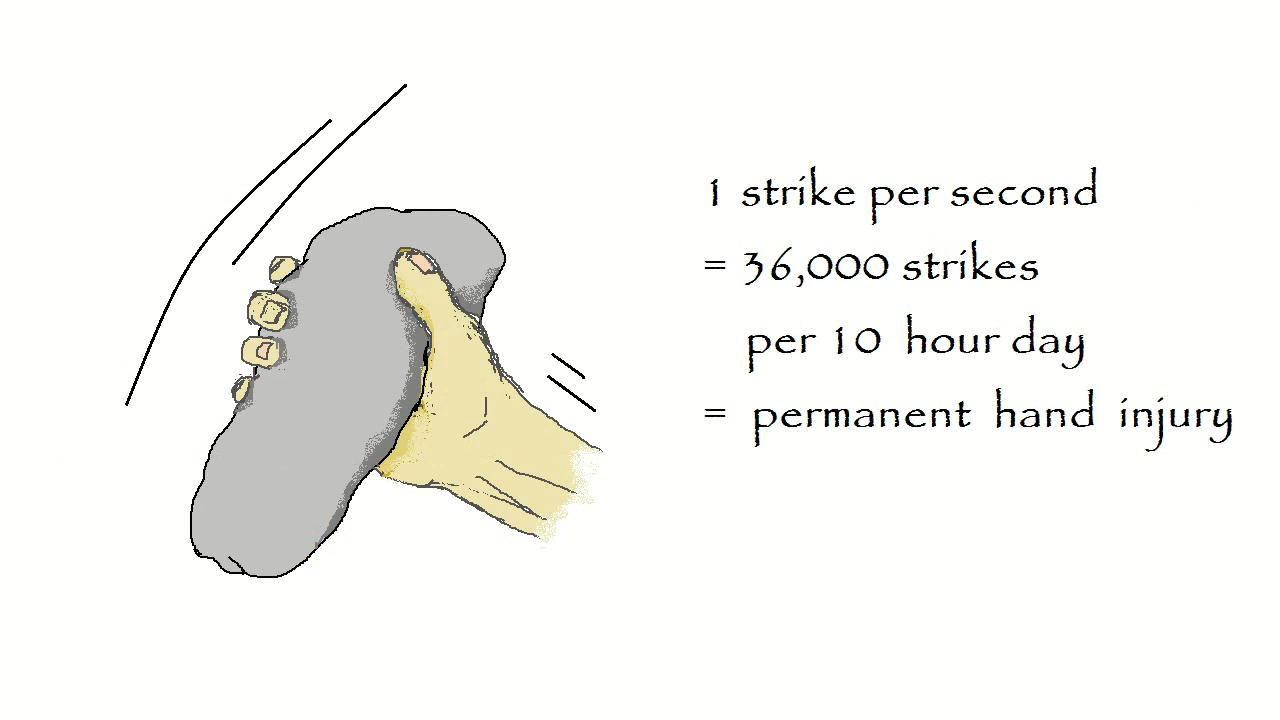 1 strike per second
= 36,000 strikes
per 10 hour day
= permanent hand injury